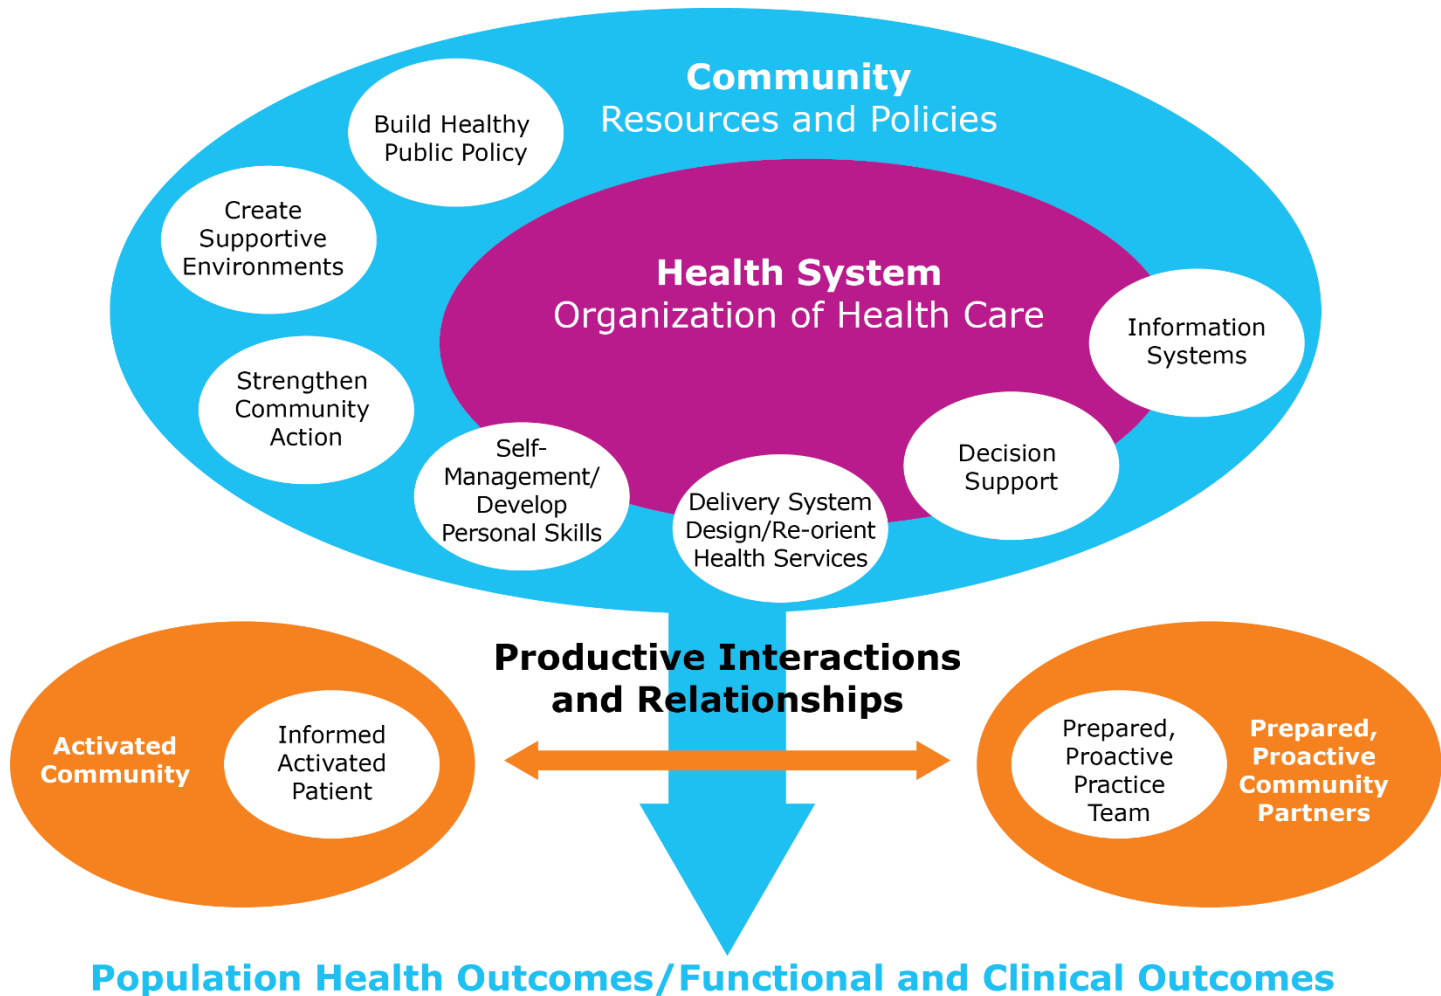 Community
Resources and Policies
Build Healthy
Public Policy
Create
Supportive
Environments
Health System
Organization of Health Care
Information
Systems
Strengthen
Community
Action
Self-
Management/
Develop
Personal Skills
Delivery System
Design/Re-orient
Health Services
Decision
Support
Productive Interactions
and Relationships
Activated
Community
Informed
Activated
Patient
Prepared,
Proactive
Practice
Team
Prepared,
Proactive
Community
Partners
Population Health Outcomes/Functional and Clinical Outcomes